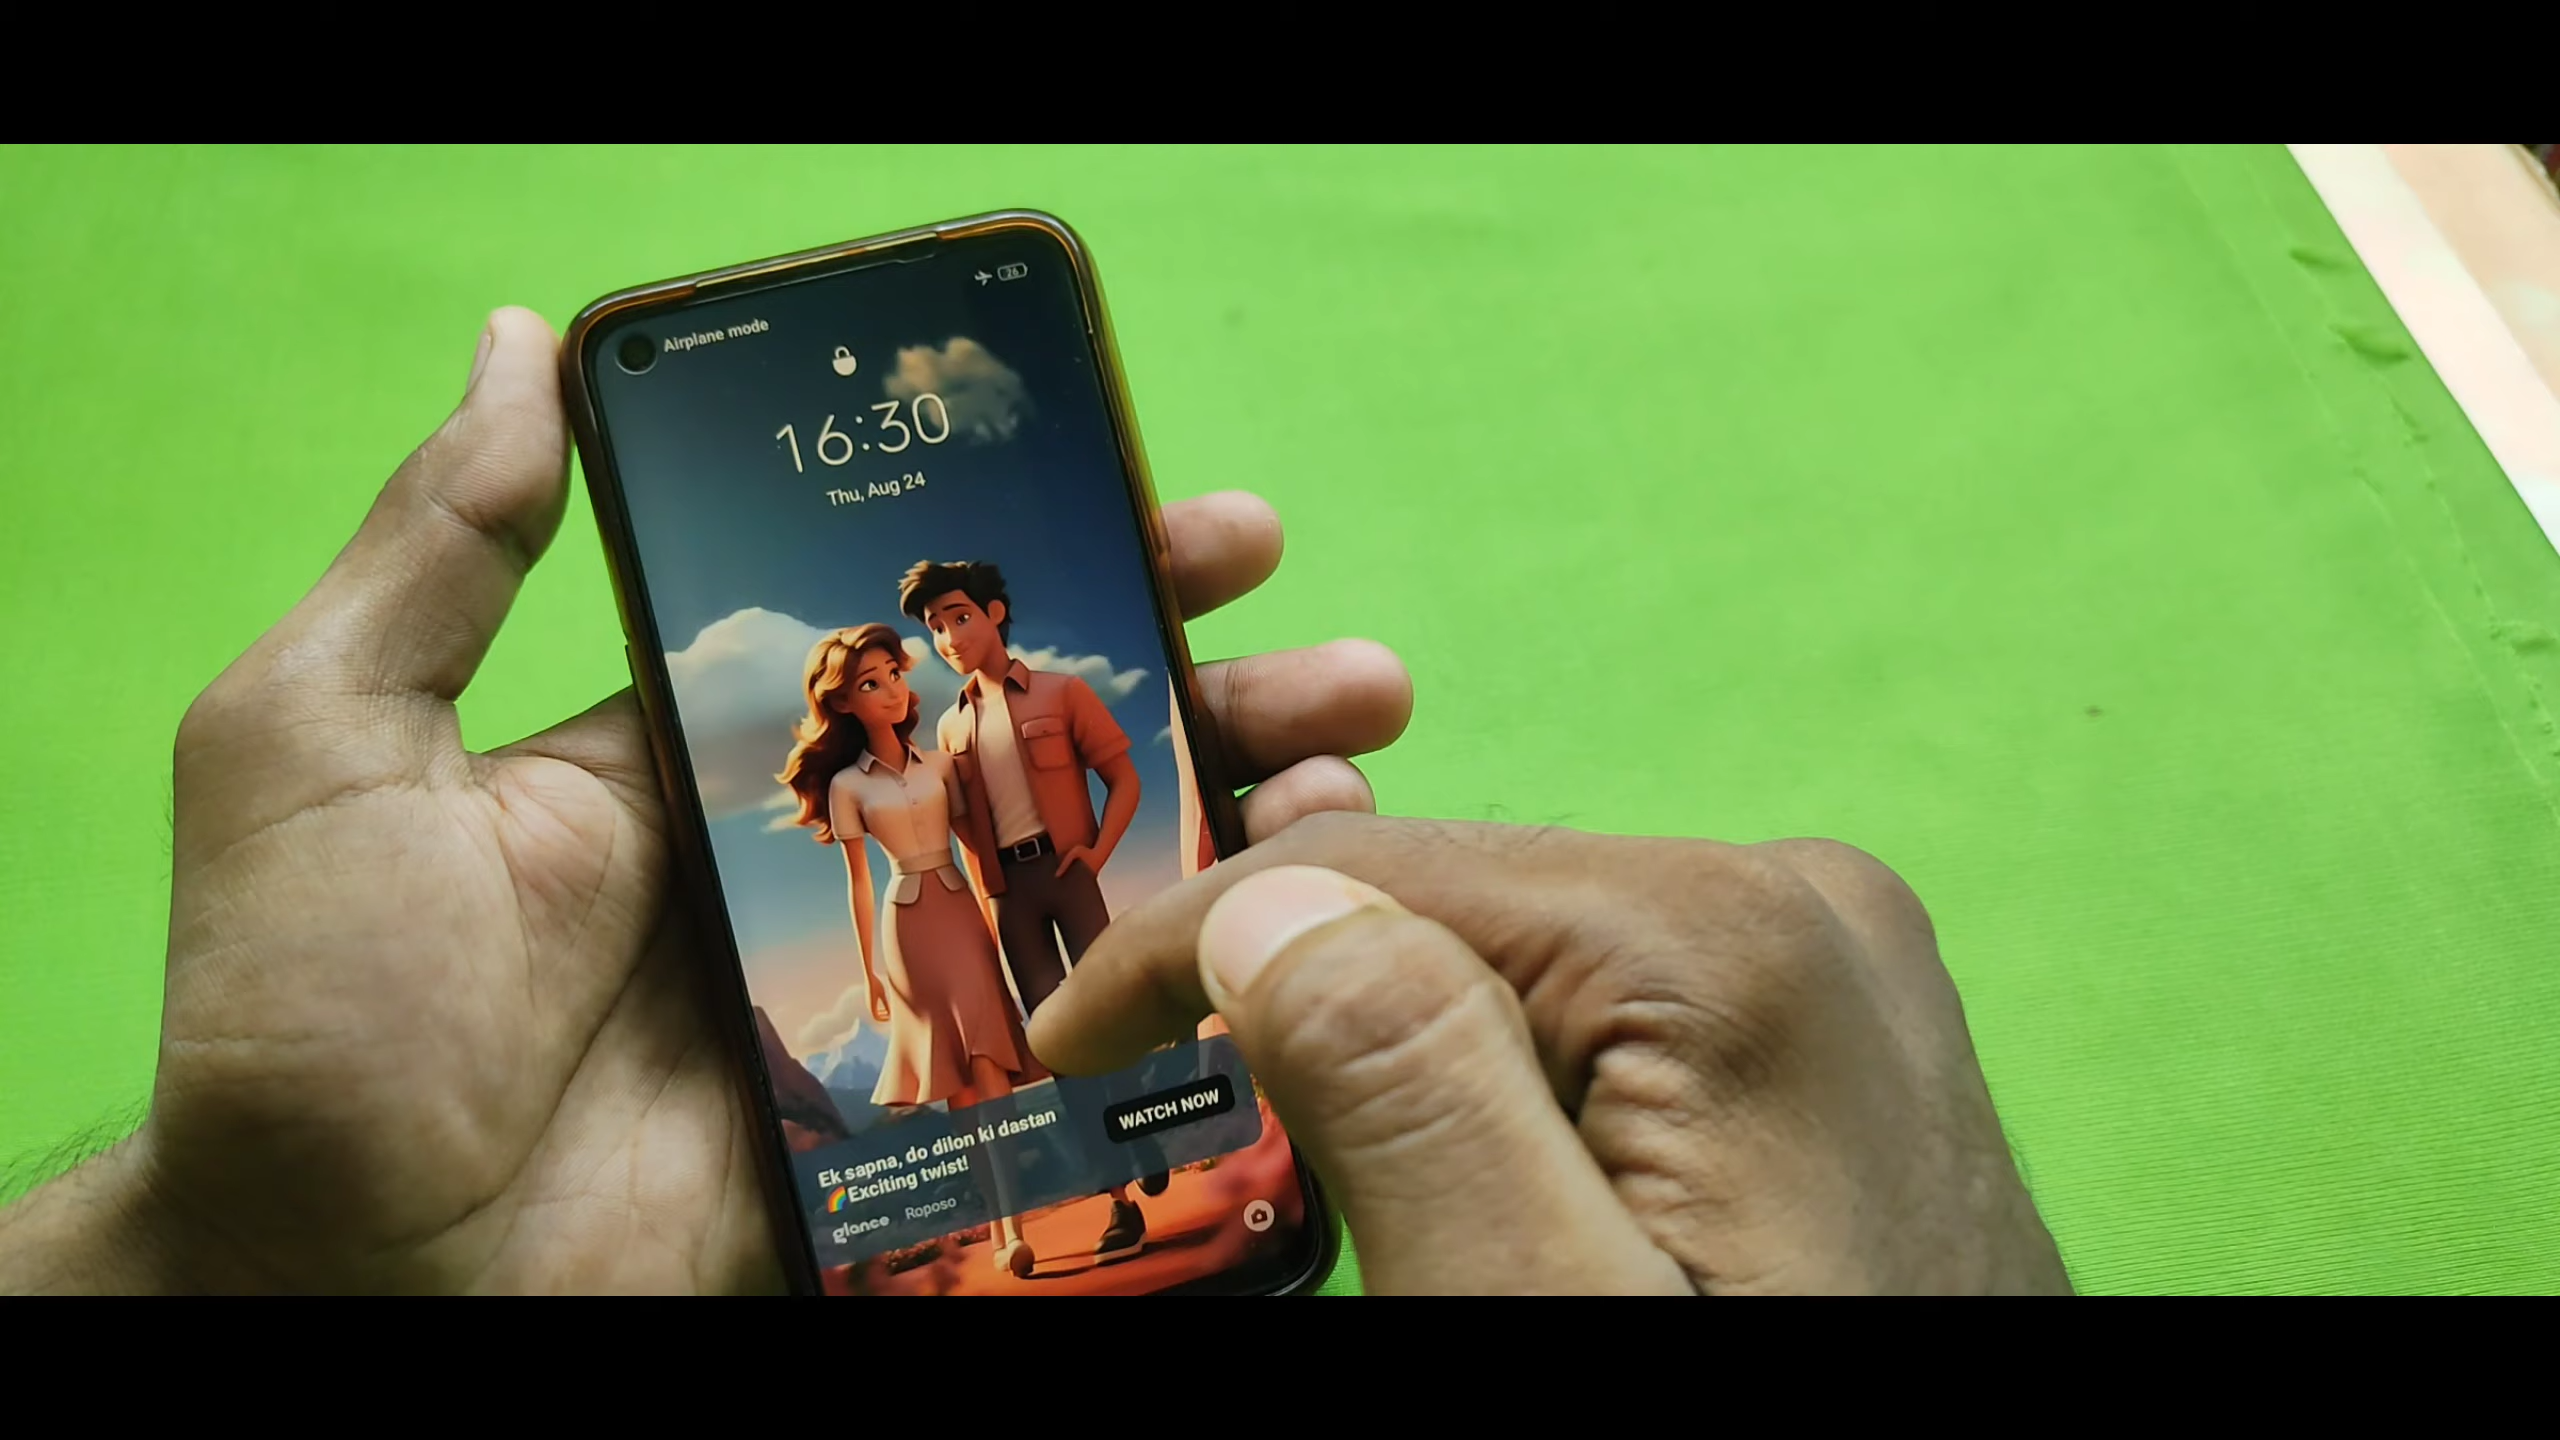 26
Airplane mode
16:30
Thu, Aug 24
Ek sapna, do dilon ki dastan
🌈Exciting twist!
WATCH NOW
glance Roposo